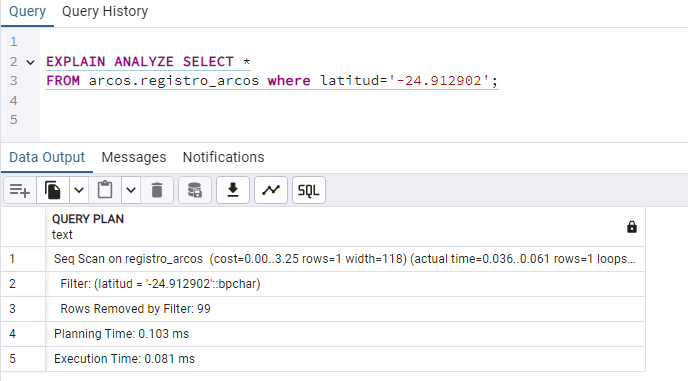 Query Query History
1
2 EXPLAIN ANALYZE SELECT *
3 FROM arcos.registro_arcos where latitud='-24.912902';
4
5
Data Output Messages Notifications
SQL
QUERY PLAN
text
1 Seq Scan on registro_arcos (cost=0.00..3.25 rows=1 width=118) (actual time=0.036..0.061 rows=1 loops...
2 Filter: (latitud = '-24.912902'::bpchar)
3 Rows Removed by Filter: 99
4 Planning Time: 0.103 ms
5 Execution Time: 0.081 ms